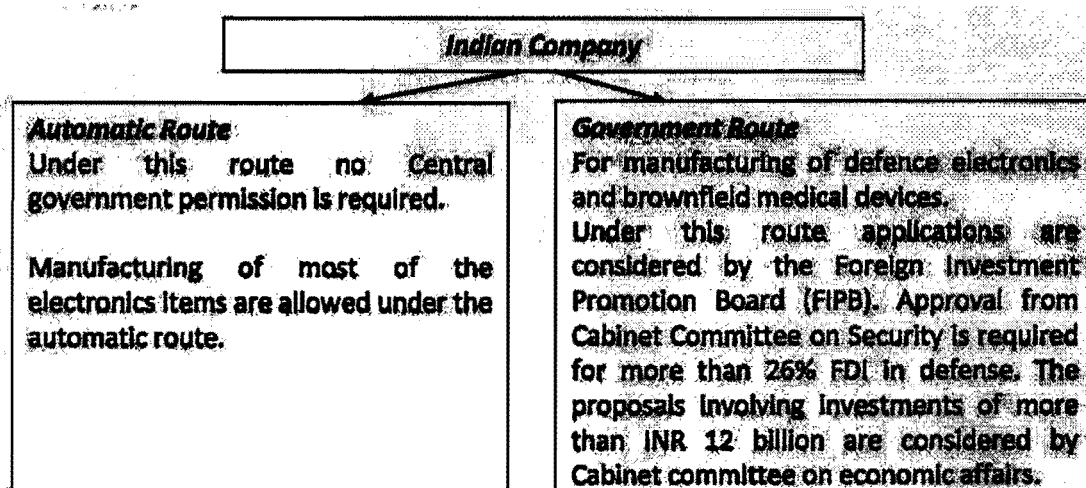 Indian Company
Automatic Route
Under this route no Central
government permission is required.
Manufacturing of most of the
electronics items are allowed under the
automatic route.
Government Route
For manufacturing of defence electronics
and brownfield medical devices.
Under this route applications are
considered by the Foreign Investment
Promotion Board (FIPB). Approval from
Cabinet Committee on Security is required
for more than 26% FDI in defense. The
proposals involving investments of more
than INR 12 billion are considered by
Cabinet committee on economic affairs.